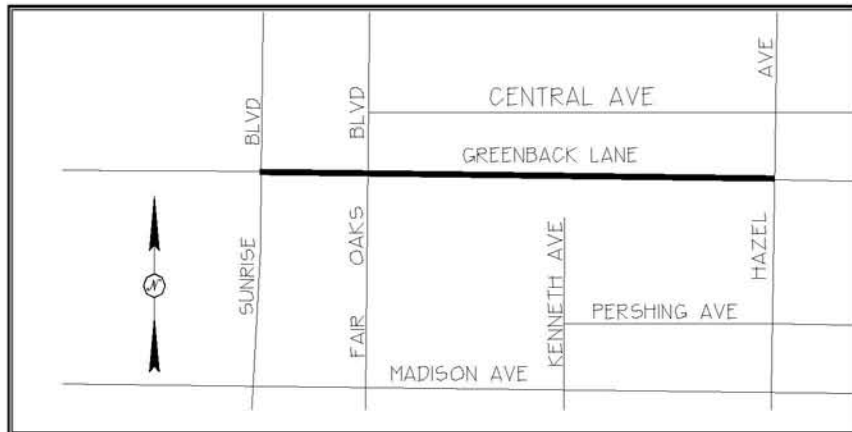 BLVD
BLVD
CENTRAL AVE
AVE
GREENBACK LANE
SUNRISE
FAIR OAKS
KENNETH AVE
HAZEL
PERSHING AVE
MADISON AVE
N